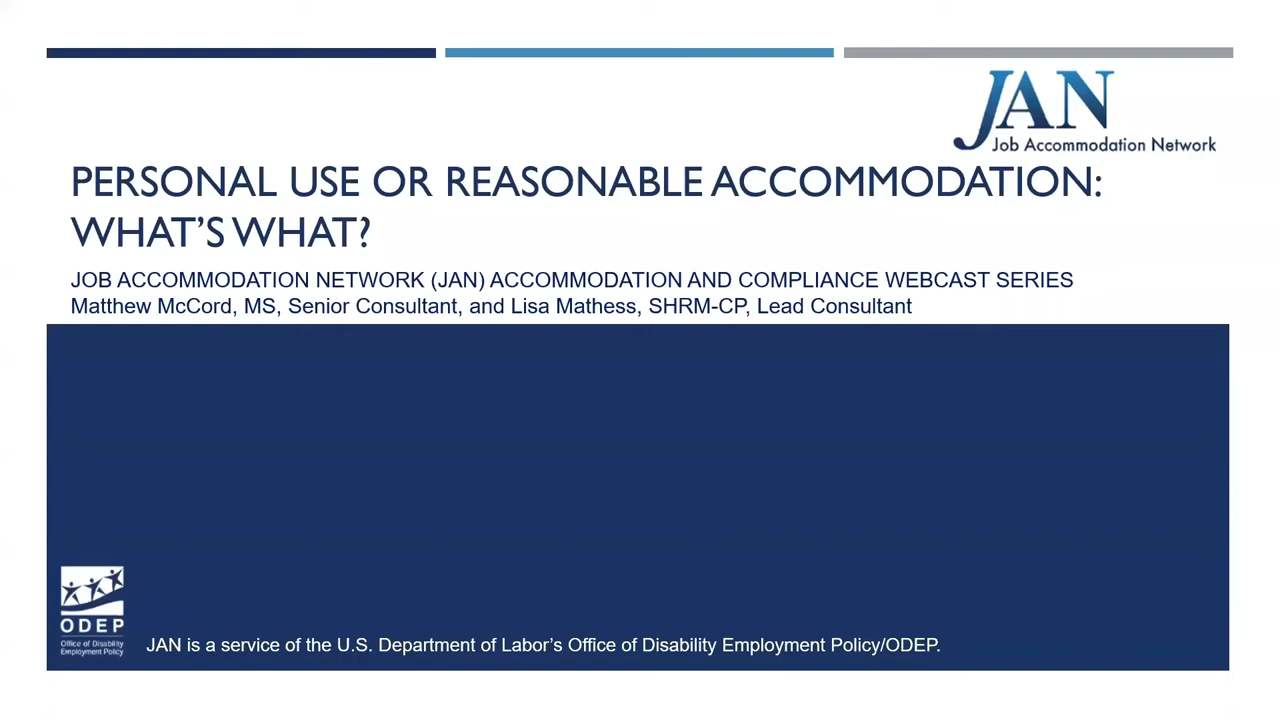 JAN
Job Accommodation Network
PERSONAL USE OR REASONABLE ACCOMMODATION:
WHAT'S WHAT?
JOB ACCOMMODATION NETWORK (JAN) ACCOMMODATION AND COMPLIANCE WEBCAST SERIES
Matthew McCord, MS, Senior Consultant, and Lisa Mathess, SHRM-CP, Lead Consultant
ODEP
Office of Disability
Employment Policy
JAN is a service of the U.S. Department of Labor's Office of Disability Employment Policy/ODEP.